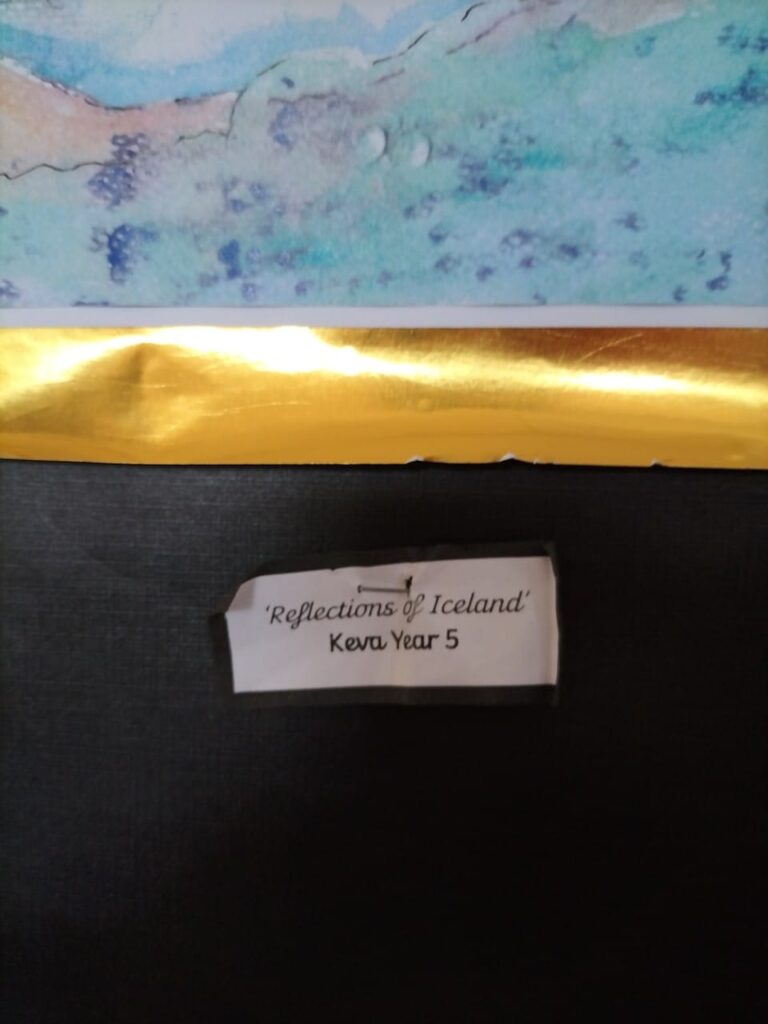 'Reflections of Iceland'
Keva Year 5